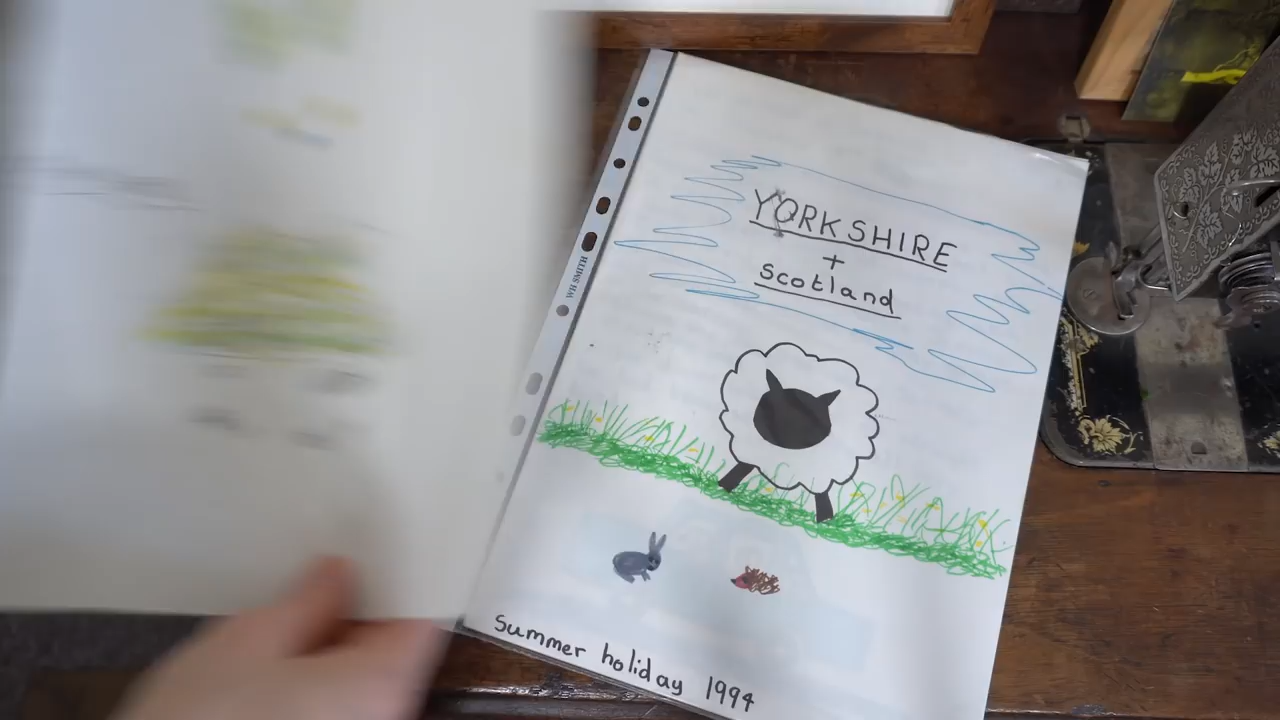 YORKSHIRE
+
Scotland
WH SMITH
Summer holiday 1994